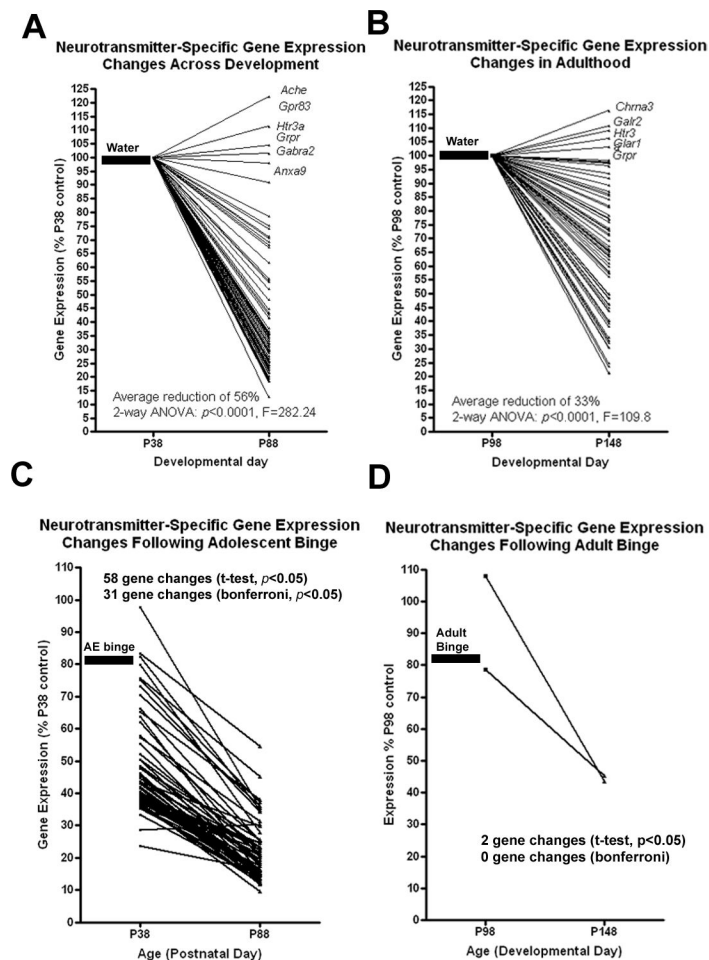 A
Neurotransmitter-Specific Gene Expression
Changes Across Development
Gene Expression (% P38 control)
125
120
115
110
105
100
95
90
85
80
75
70
65
60
55
50
45
40
35
30
25
20
15
10
5
0
Water
Ache
Gpr83
Htr3a
Grpr
Gabra2
Anxa9
Average reduction of 56%
2-way ANOVA: p<0.0001, F=282.24
P38
P88
Developmental day
B
Neurotransmitter-Specific Gene Expression
Changes in Adulthood
Gene Expression (% P98 control)
125
120
115
110
105
100
95
90
85
80
75
70
65
60
55
50
45
40
35
30
25
20
15
10
5
0
Water
Chrna3
Galr2
Htr3
Glar1
Grpr
Average reduction of 33%
2-way ANOVA: p<0.0001, F=109.8
P98
P148
Developmental Day
C
Neurotransmitter-Specific Gene Expression
Changes Following Adolescent Binge
58 gene changes (t-test, p<0.05)
31 gene changes (bonferroni, p<0.05)
Gene Expression (% P38 control)
110
100
90
80
70
60
50
40
30
20
10
0
AE binge
P38
P88
Age (Postnatal Day)
D
Neurotransmitter-Specific Gene Expression
Changes Following Adult Binge
Expression % P98 control)
110
100
90
80
70
60
50
40
30
20
10
0
Adult
Binge
2 gene changes (t-test, p<0.05)
0 gene changes (bonferroni)
P98
P148
Age (Developmental Day)